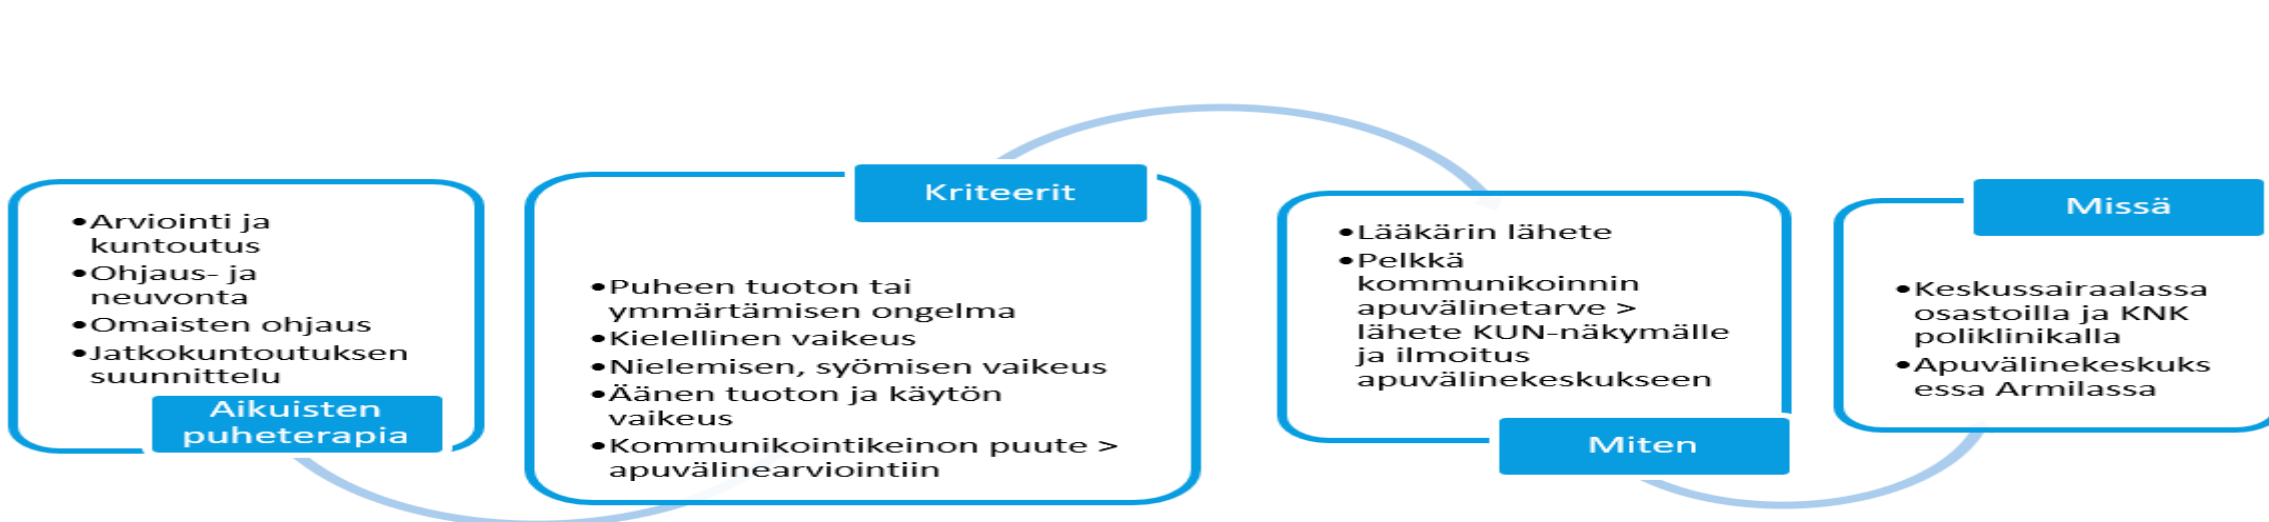 •Arviointi ja
kuntoutus
•Ohjaus- ja
neuvonta
•Omaisten ohjaus
•Jatkokuntoutuksen
suunnittelu
Aikuisten
puheterapia
Kriteerit
•Puheen tuoton tai
ymmärtämisen ongelma
•Kielellinen vaikeus
•Nielemisen, syömisen vaikeus
•Äänen tuoton ja käytön
vaikeus
•Kommunikointikeinon puute >
apuvälinearviointiin
•Lääkärin lähete
•Pelkkä
kommunikoinnin
apuvälinetarve >
lähete KUN-näkymälle
ja ilmoitus
apuvälinekeskukseen
Miten
Missä
•Keskussairaalassa
osastoilla ja KNK
poliklinikalla
•Apuvälinekeskuks
essa Armilassa